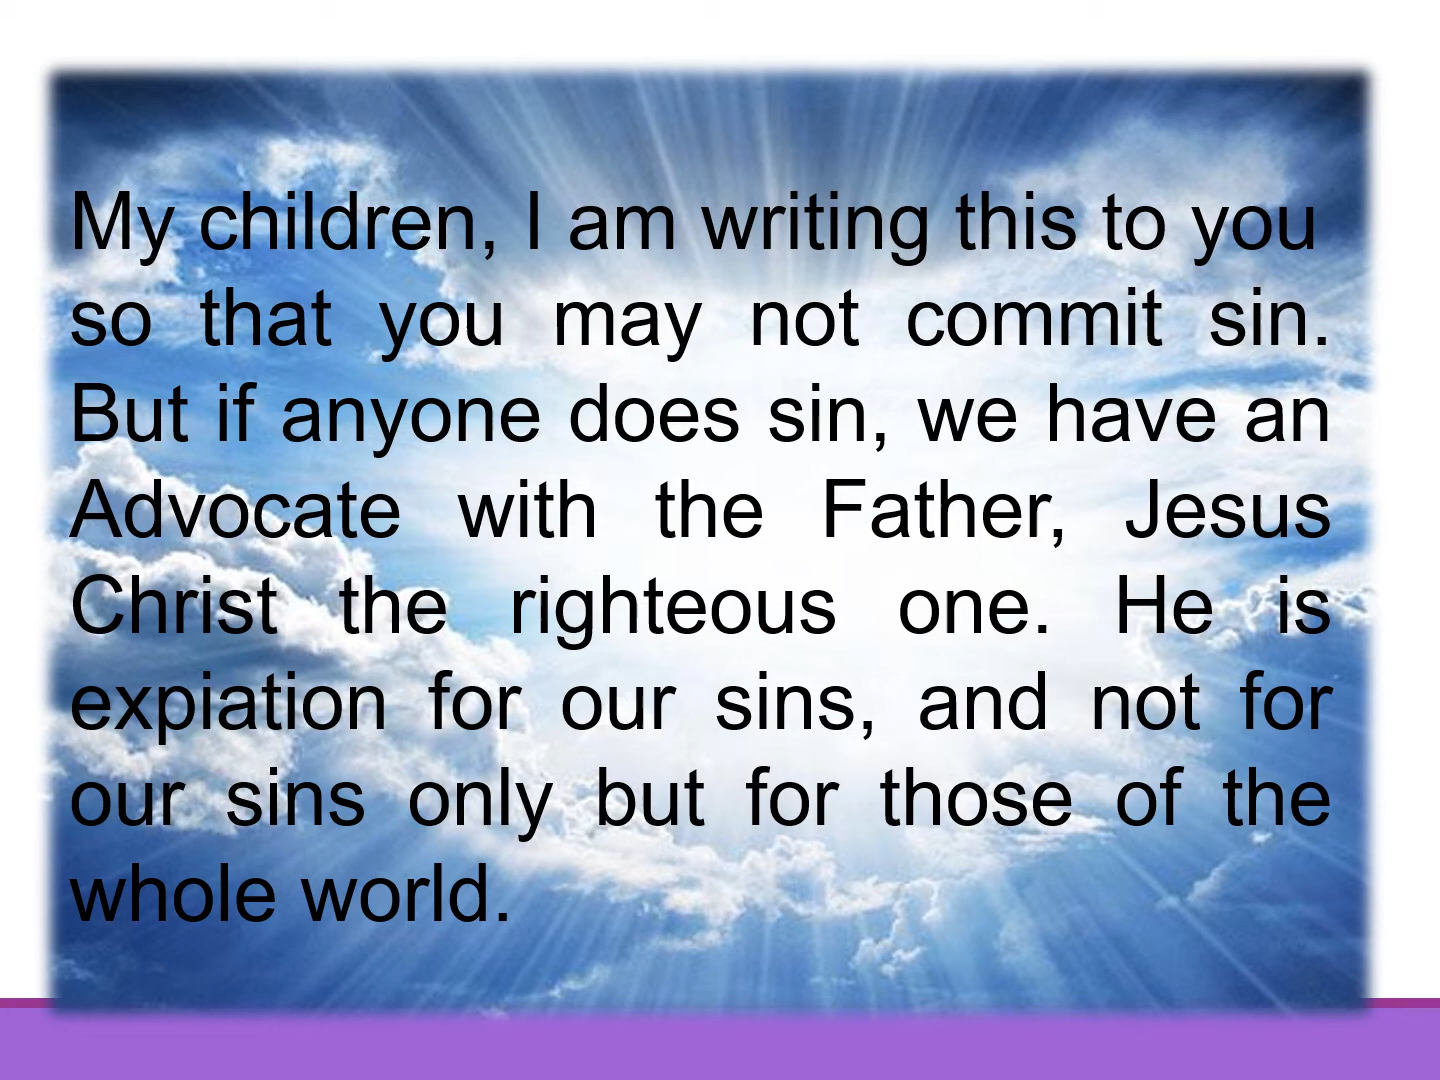 My children, I am writing this to you
so that you may not commit sin.
But if anyone does sin, we have an
Advocate with the Father, Jesus
Christ the righteous one. He is
expiation for our sins, and not for
our sins only but for those of the
whole world.